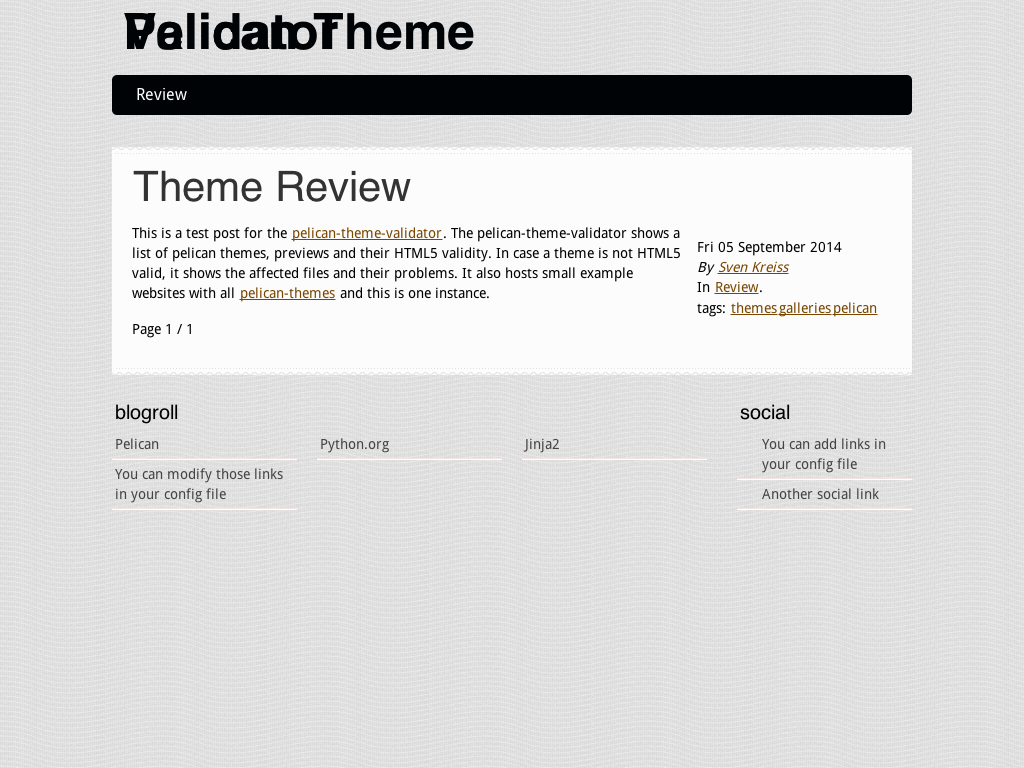 Pelican Theme
Validator
Review
Theme Review
This is a test post for the pelican-theme-validator. The pelican-theme-validator shows a
list of pelican themes, previews and their HTML5 validity. In case a theme is not HTML5
valid, it shows the affected files and their problems. It also hosts small example
websites with all pelican-themes and this is one instance.
Page 1 / 1
Fri 05 September 2014
By Sven Kreiss
In Review.
tags: themes galleries pelican
blogroll
Pelican
Python.org
Jinja2
You can modify those links
in your config file
social
You can add links in
your config file
Another social link